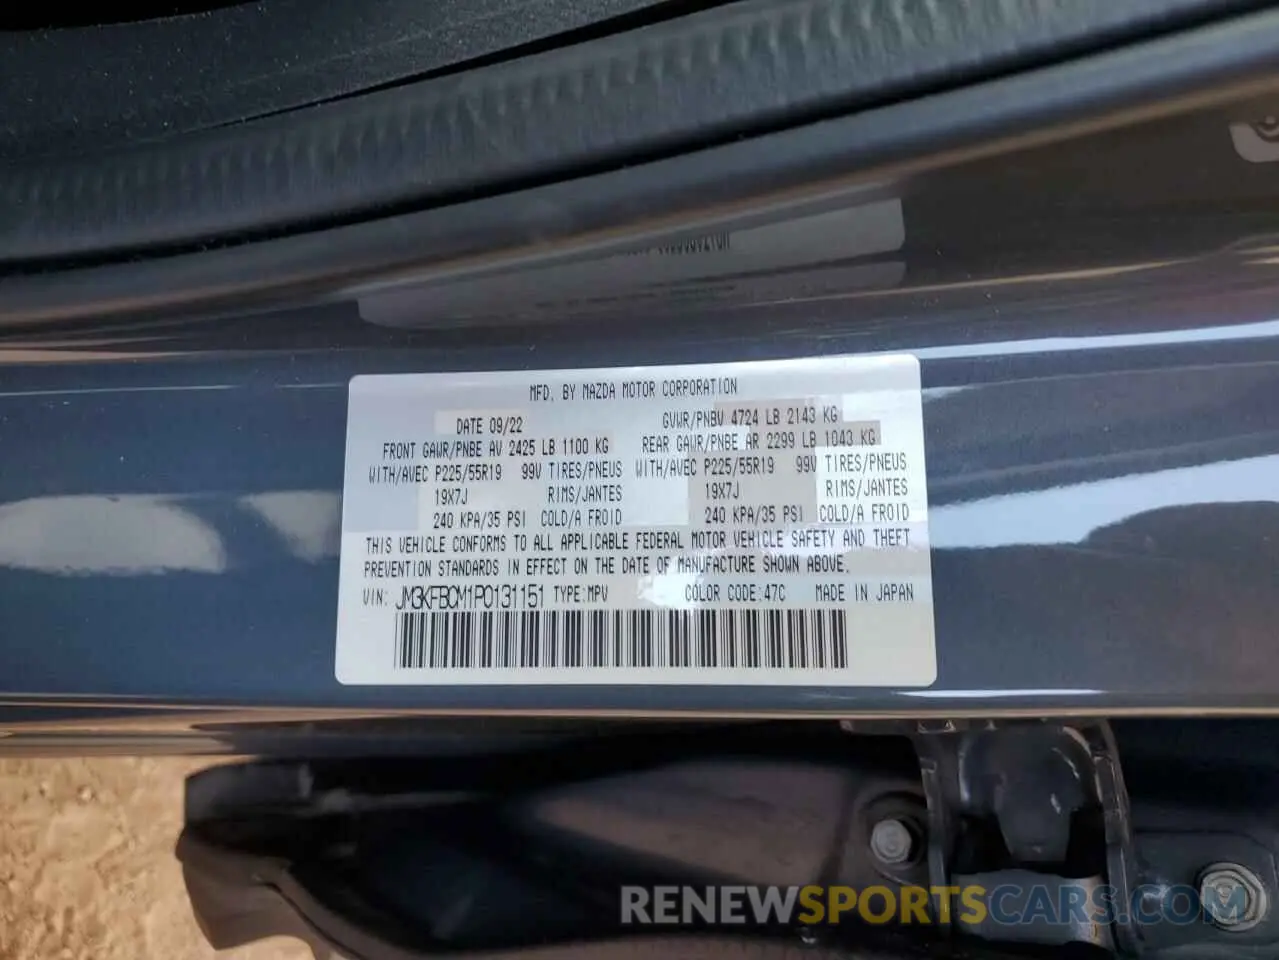 MFD. BY MAZDA MOTOR CORPORATION
DATE 09/22 GVWR/PNBV 4724 LB 2143 KG
FRONT GAWR/PNBE AV 2425 LB 1100 KG REAR GAWR/PNBE AR 2299 LB 1043 KG
WITH/AVEC P225/55R19 99V TIRES/PNEUS WITH/AVEC P225/55R19 99V TIRES/PNEUS
19X7J RIMS/JANTES 19X7J RIMS/JANTES
240 KPA/35 PSI COLD/A FROID 240 KPA/35 PSI COLD/A FROID
THIS VEHICLE CONFORMS TO ALL APPLICABLE FEDERAL MOTOR VEHICLE SAFETY AND THEFT
PREVENTION STANDARDS IN EFFECT ON THE DATE OF MANUFACTURE SHOWN ABOVE.
VIN: JM3KFBCM1P0131151 TYPE:MPV COLOR CODE:47C MADE IN JAPAN
RENEWSPORTSCARS.COM